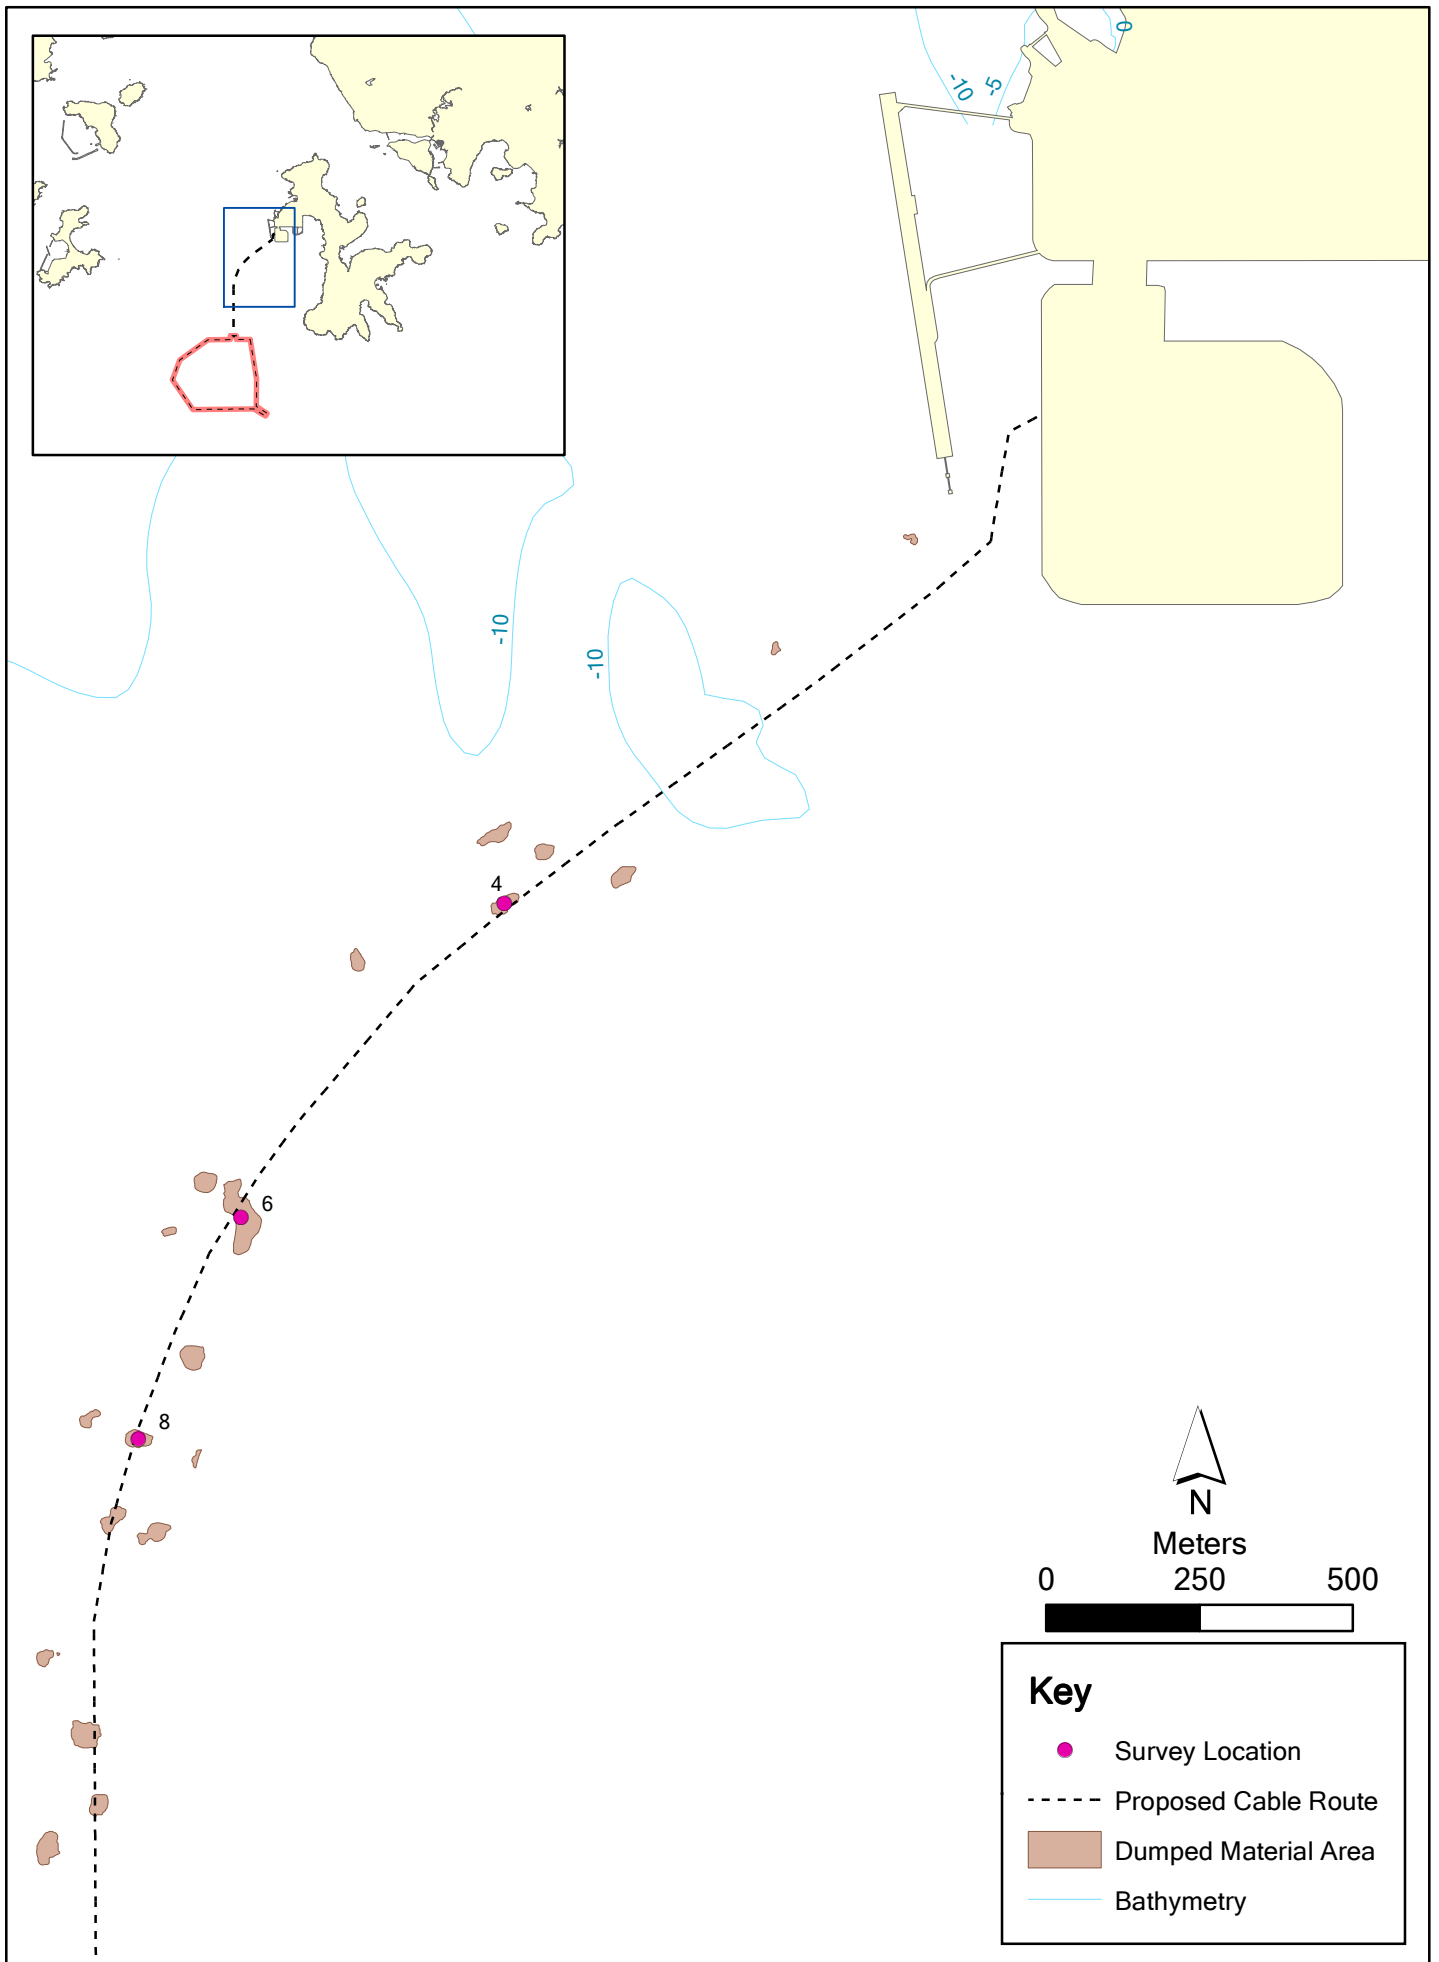 0
-10
-5
-10
-10
4
6
8
N
Meters
0 250 500
Key
Survey Location
Proposed Cable Route
Dumped Material Area
Bathymetry